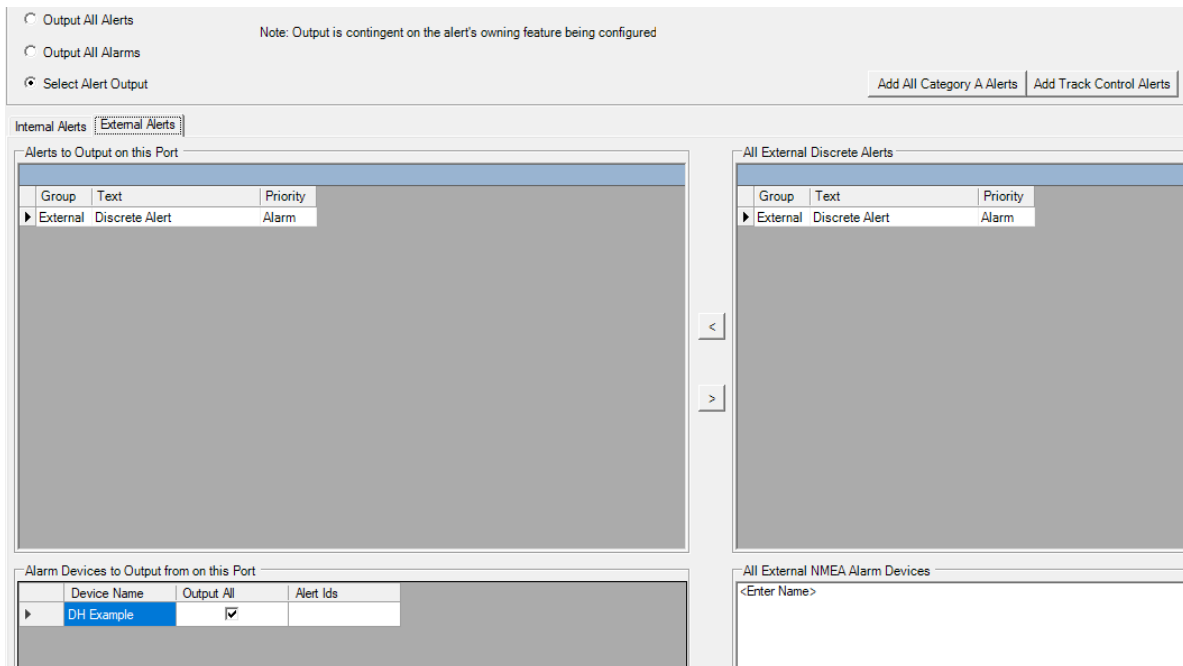 Output All Alerts
Note: Output is contingent on the alert's owning feature being configured
Output All Alarms
Select Alert Output
Add All Category A Alerts
Add Track Control Alerts
Internal Alerts
External Alerts
Alerts to Output on this Port
Group Text Priority
External Discrete Alert Alarm
All External Discrete Alerts
Group Text Priority
External Discrete Alert Alarm
<
>
Alarm Devices to Output from on this Port
Device Name Output All Alert Ids
DH Example
All External NMEA Alarm Devices
<Enter Name>